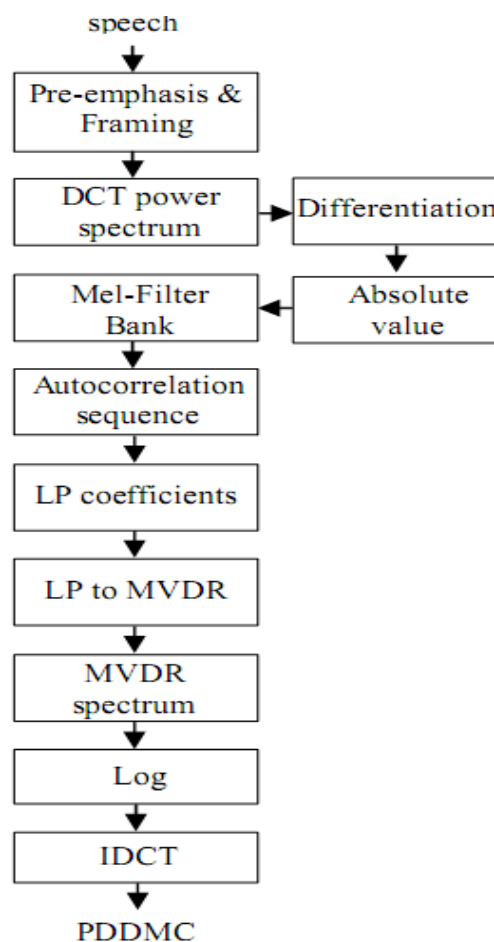 speech
Pre-emphasis &
Framing
DCT power
spectrum
Differentiation
Absolute
value
Mel-Filter
Bank
Autocorrelation
sequence
LP coefficients
LP to MVDR
MVDR
spectrum
Log
IDCT
PDDMC